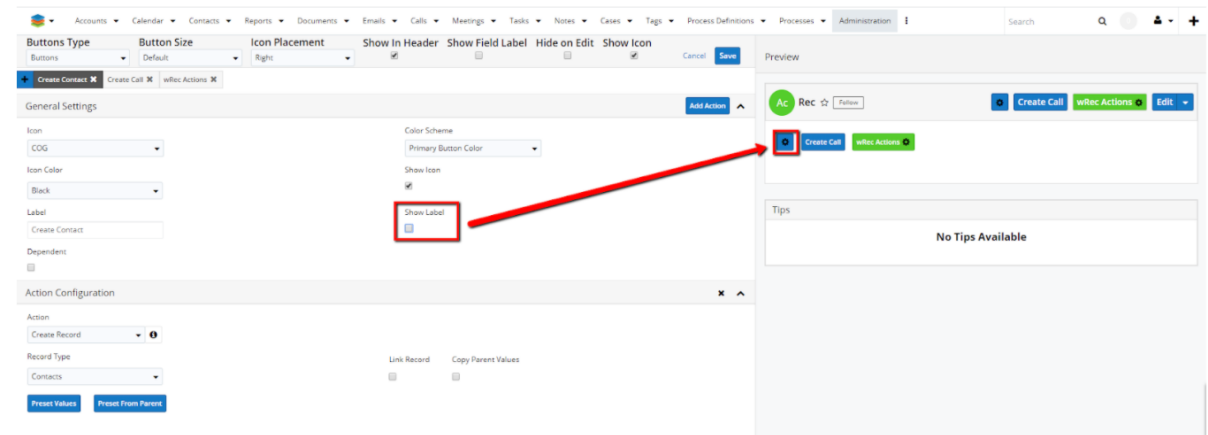 Accounts Calendar Contacts Reports Documents Emails Calls Meetings Tasks Notes Cases Tags Process Definitions Processes Administration Search
Buttons Type Button Size Icon Placement Show In Header Show Field Label Hide on Edit Show Icon
Buttons Default Right Cancel Save
Preview
Create Contact Create Call wRec Actions
General Settings Add Action
Icon Color Scheme
COG Primary Button Color
Icon Color Show Icon
Black
Label Show Label
Create Contact
Dependent
Action Configuration
Action
Create Record
Record Type Link Record Copy Parent Values
Contacts
Preset Values Preset From Parent
Ac Rec Follow Create Call wRec Actions Edit
Create Call wRec Actions
Tips
No Tips Available